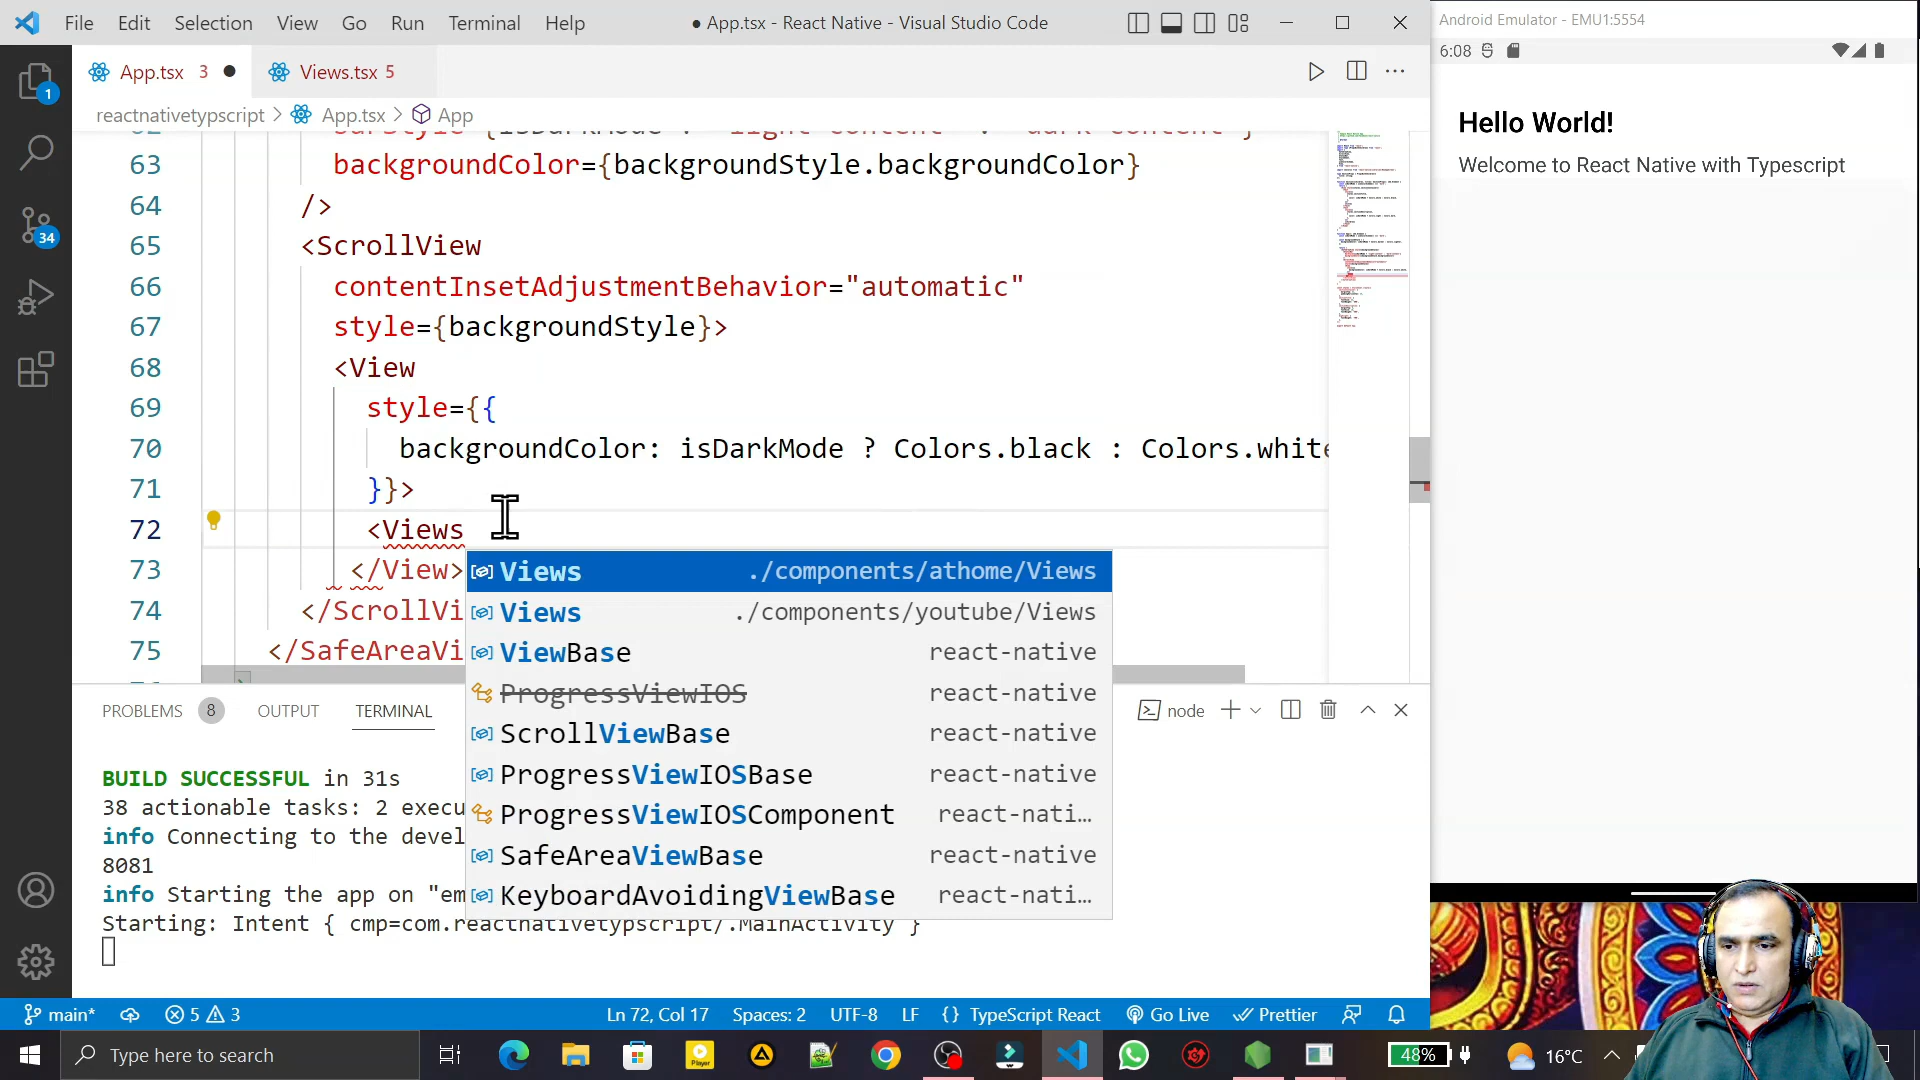 File Edit Selection View Go Run Terminal Help
● App.tsx - React Native - Visual Studio Code
Android Emulator - EMU1:5554
6:08
App.tsx 3 ● Views.tsx 5
reactnativetypscript > App.tsx > App
63 backgroundColor={backgroundStyle.backgroundColor}
64 />
65 <ScrollView
66 contentInsetAdjustmentBehavior="automatic"
67 style={backgroundStyle}>
68 <View
69 style={{
70 backgroundColor: isDarkMode ? Colors.black : Colors.white
71 }}>
72 <Views
73 </View>
74 </ScrollVi
75 </SafeAreaVi
Views ./components/athome/Views
Views ./components/youtube/Views
ViewBase react-native
ProgressViewIOS react-native
ScrollViewBase react-native
ProgressViewIOSBase react-native
ProgressViewIOSComponent react-nati…
SafeAreaViewBase react-native
KeyboardAvoidingViewBase react-nati…
Hello World!
Welcome to React Native with Typescript
1
34
PROBLEMS 8 OUTPUT TERMINAL
node
BUILD SUCCESSFUL in 31s
38 actionable tasks: 2 execu
info Connecting to the devel
8081
info Starting the app on "em
Starting: Intent { cmp=com.reactnativetypscript/.MainActivity }
main* 5 3
Ln 72, Col 17 Spaces: 2 UTF-8 LF {} TypeScript React Go Live Prettier
Type here to search
Player
48%
16°C